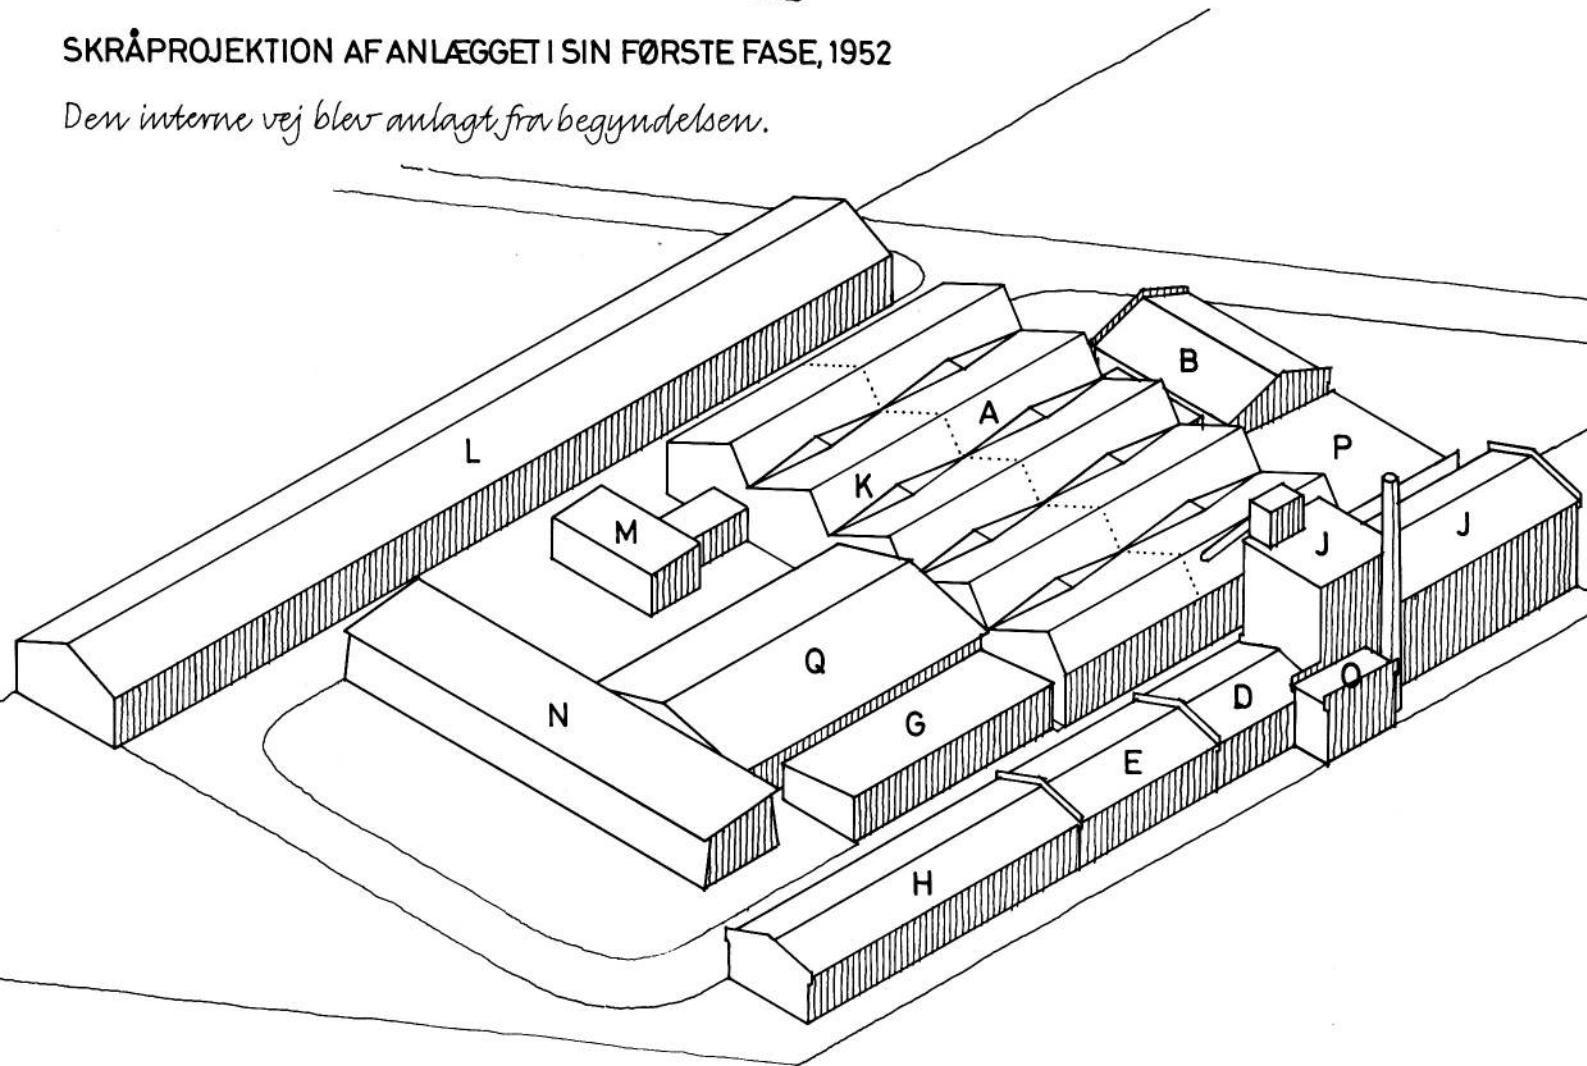 SKRÅPROJEKTION AF ANLÆGGET I SIN FØRSTE FASE, 1952
Den interne vej blev anlagt fra begyndelsen.
B
A
P
L
K
J
J
M
Q
O
D
N
G
E
H